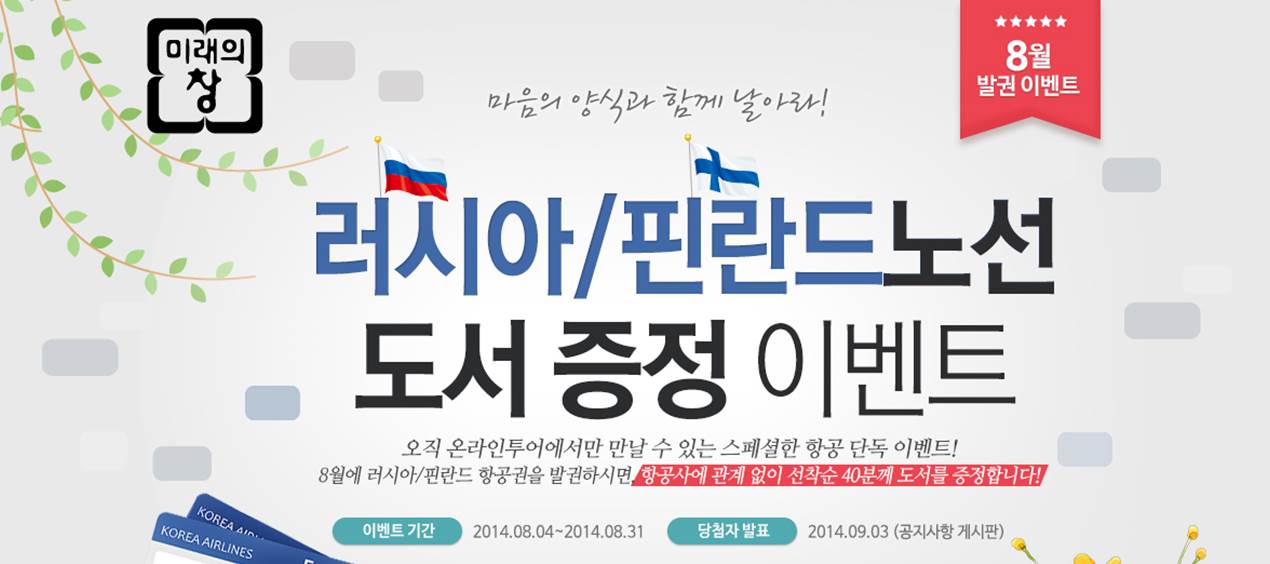 미래의
창
★★★★★
8월
발권 이벤트
마음의 양식과 함께 날아라!
러시아/핀란드노선
도서 증정 이벤트
오직 온라인투어에서만 만날 수 있는 스페셜한 항공 단독 이벤트!
8월에 러시아/핀란드 항공권을 발권하시면, 항공사에 관계 없이 선착순 40분께 도서를 증정합니다!
이벤트 기간 2014.08.04~2014.08.31 당첨자 발표 2014.09.03 (공지사항 게시판)
KOREA AIRLINES
KOREA AIRLINES